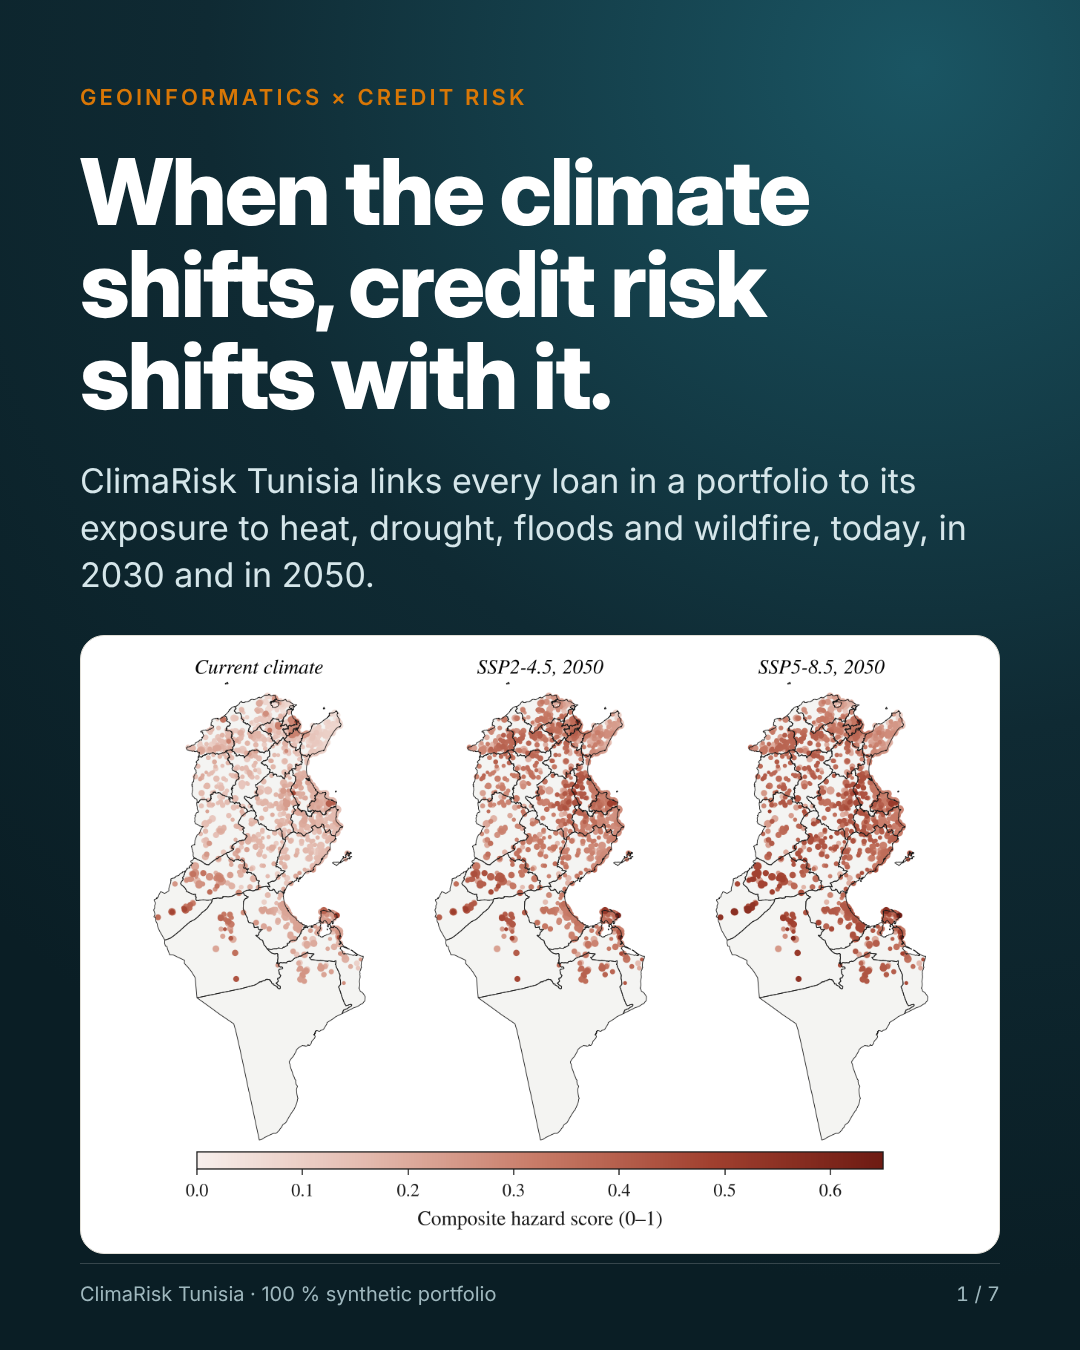 GEOINFORMATICS × CREDIT RISK
When the climate
shifts, credit risk
shifts with it.
ClimaRisk Tunisia links every loan in a portfolio to its
exposure to heat, drought, floods and wildfire, today, in
2030 and in 2050.
Current climate
SSP2-4.5, 2050
SSP5-8.5, 2050
0.0 0.1 0.2 0.3 0.4 0.5 0.6
Composite hazard score (0–1)
ClimaRisk Tunisia · 100 % synthetic portfolio
1 / 7